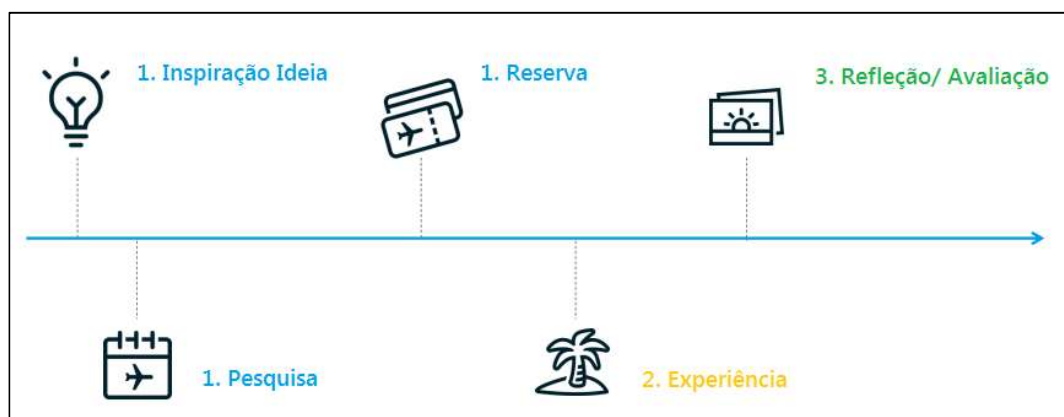 1. Inspiração Ideia
1. Reserva
3. Refleção/ Avaliação
1. Pesquisa
2. Experiência